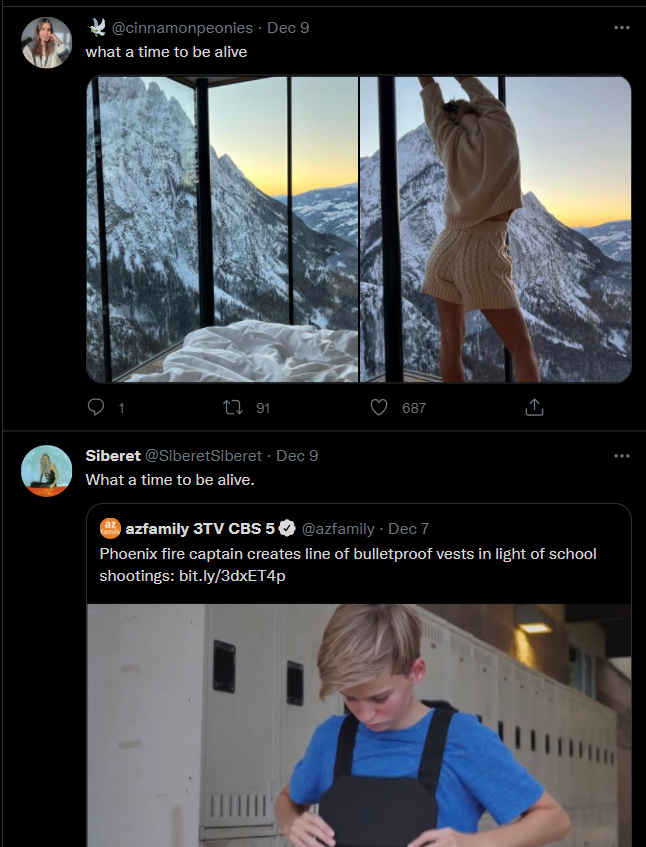 🕊 @cinnamonpeonies · Dec 9
what a time to be alive
1 91 687
Siberet @SiberetSiberet · Dec 9
What a time to be alive.
az family azfamily 3TV CBS 5 @azfamily · Dec 7
Phoenix fire captain creates line of bulletproof vests in light of school
shootings: bit.ly/3dxET4p